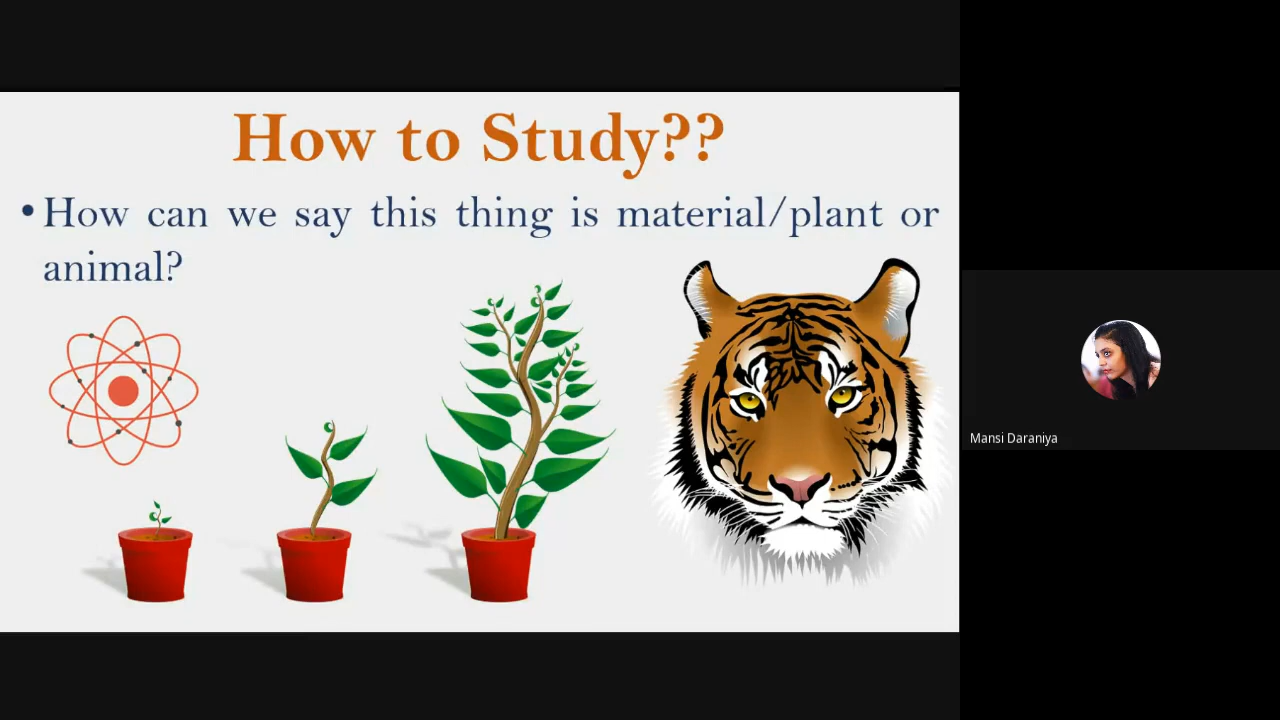 How to Study??
• How can we say this thing is material/plant or
animal?
Mansi Daraniya